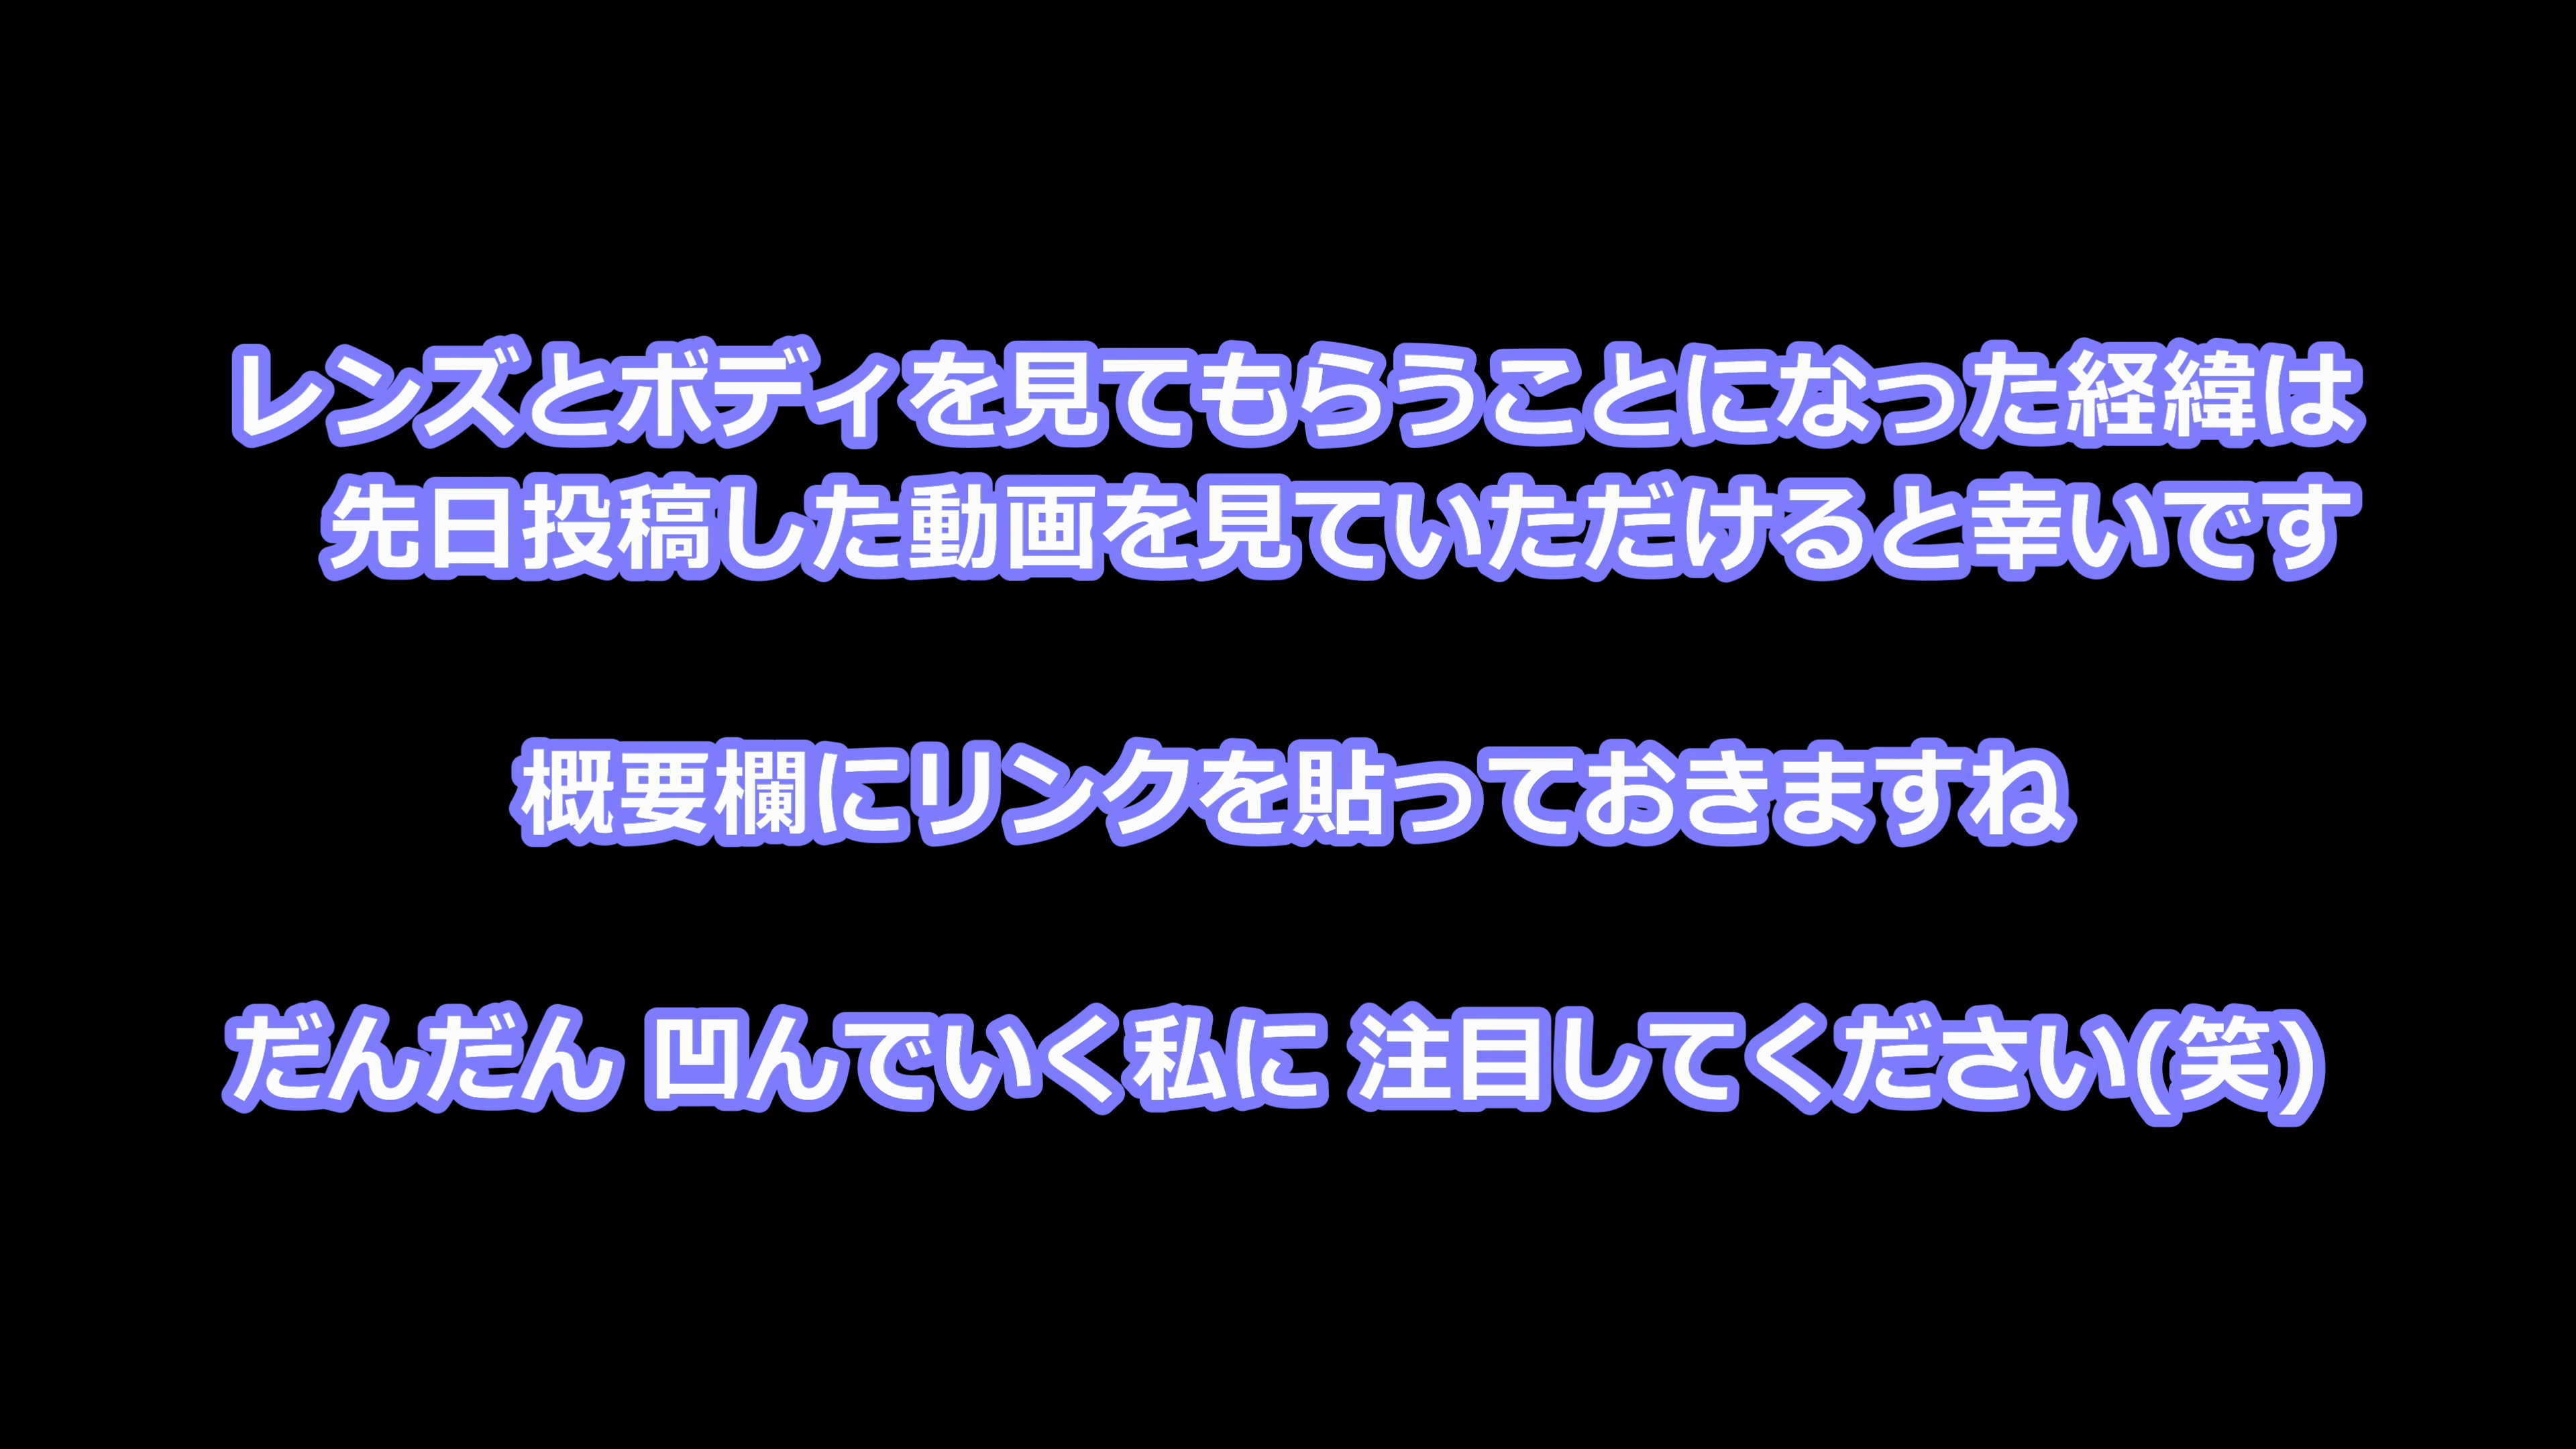 レンズとボディを見てもらうことになった経緯は
先日投稿した動画を見ていただけると幸いです
概要欄にリンクを貼っておきますね
だんだん 凹んでいく私に 注目してください(笑)